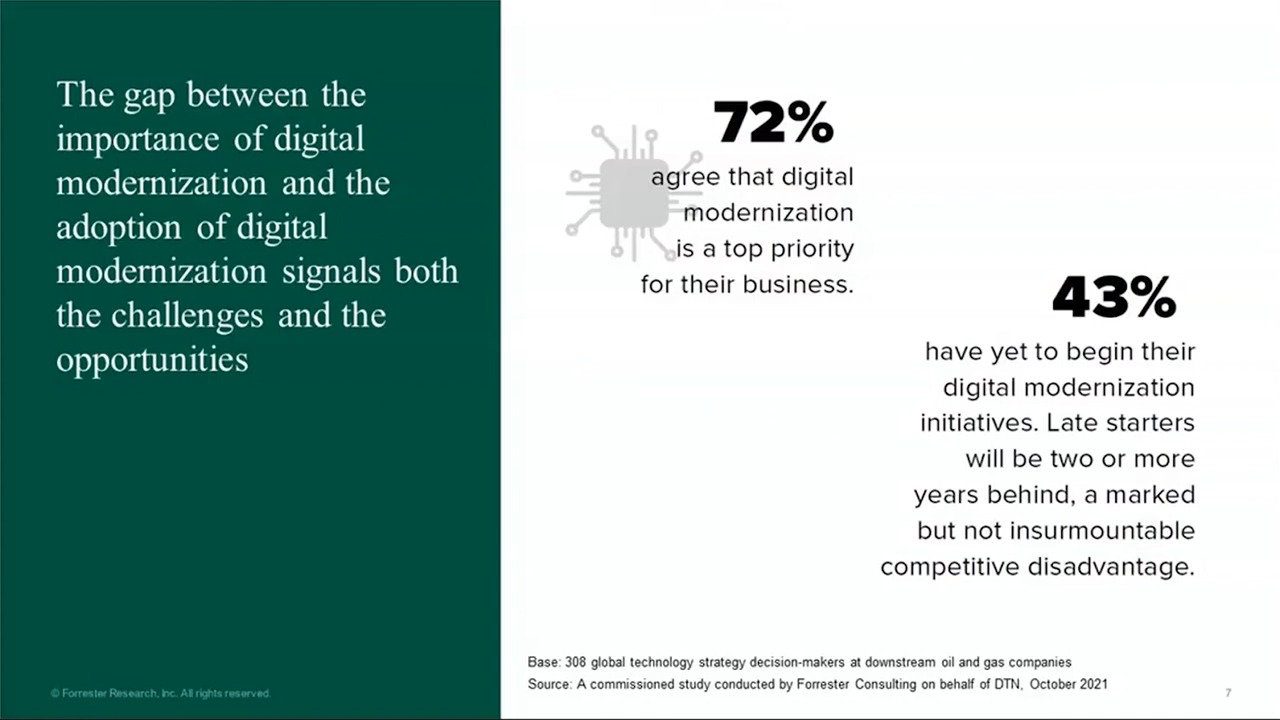 The gap between the
importance of digital
modernization and the
adoption of digital
modernization signals both
the challenges and the
opportunities
72%
agree that digital
modernization
is a top priority
for their business.
43%
have yet to begin their
digital modernization
initiatives. Late starters
will be two or more
years behind, a marked
but not insurmountable
competitive disadvantage.
Base: 308 global technology strategy decision-makers at downstream oil and gas companies
Source: A commissioned study conducted by Forrester Consulting on behalf of DTN, October 2021
© Forrester Research, Inc. All rights reserved.
7